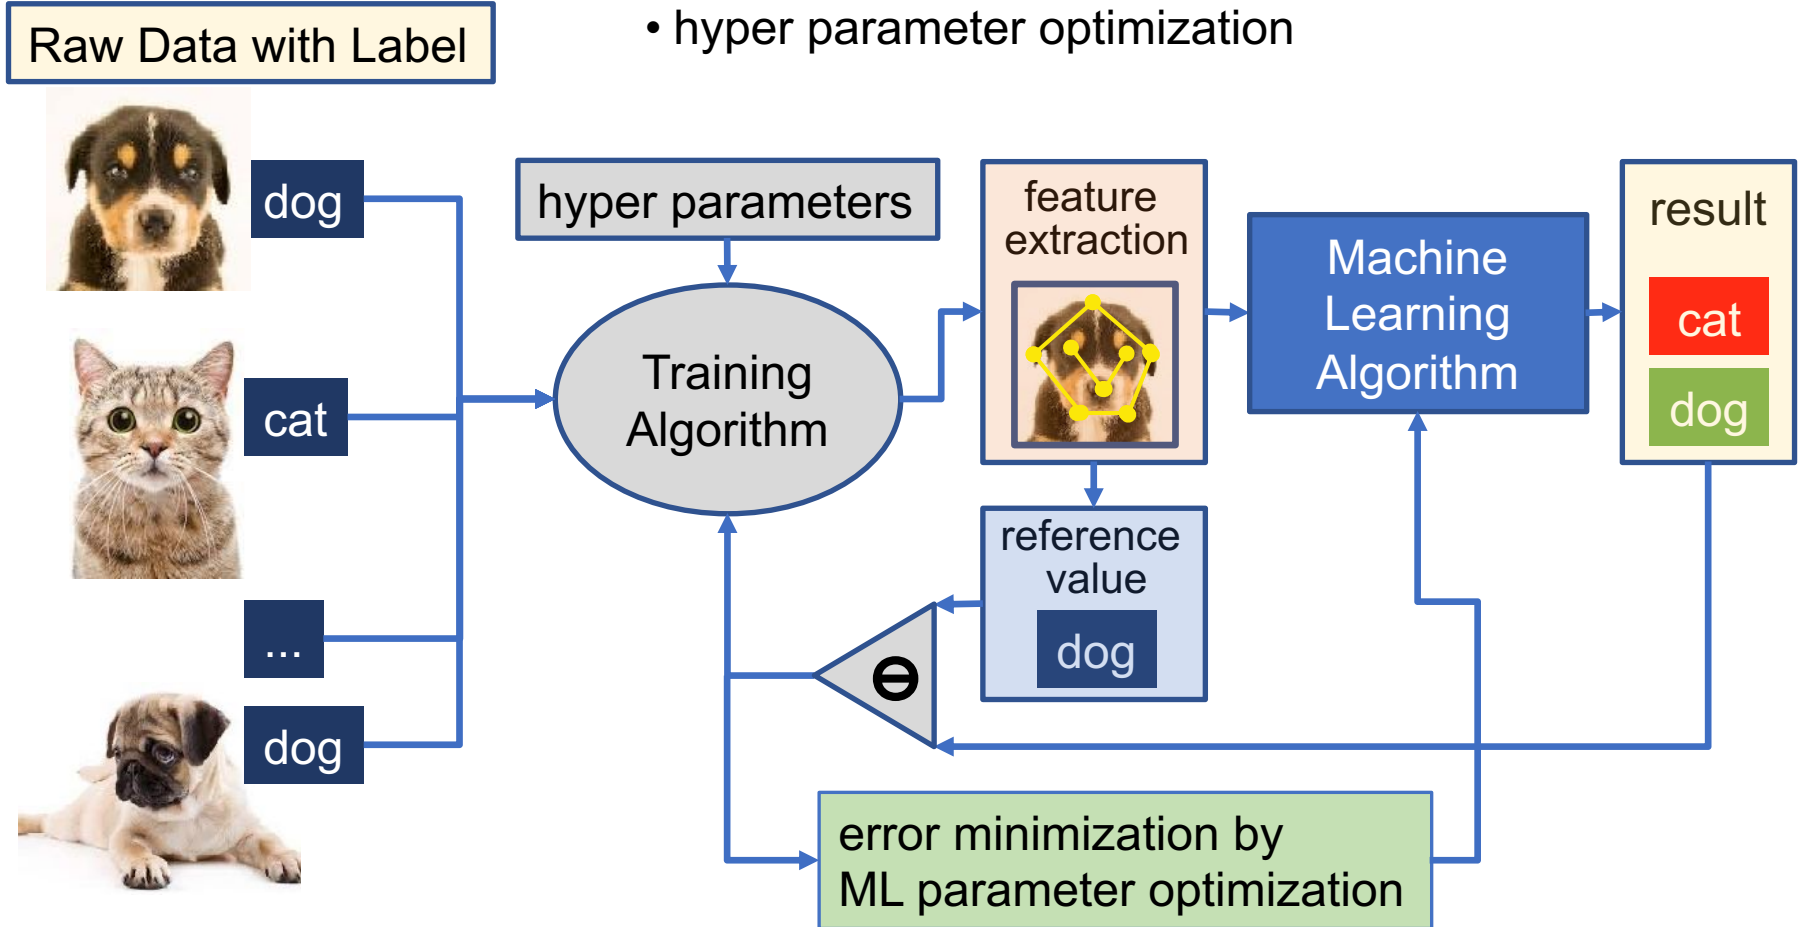 Raw Data with Label
• hyper parameter optimization
dog
cat
...
dog
hyper parameters
Training
Algorithm
feature
extraction
Machine
Learning
Algorithm
result
cat
dog
reference
value
dog
Θ
error minimization by
ML parameter optimization